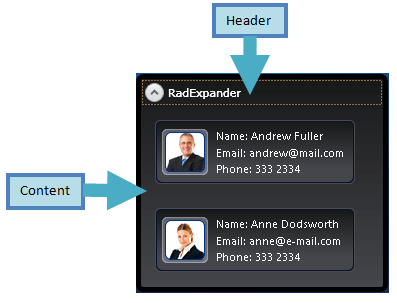 Header
RadExpander
Name: Andrew Fuller
Email: andrew@mail.com
Phone: 333 2334
Content
Name: Anne Dodsworth
Email: anne@e-mail.com
Phone: 333 2334